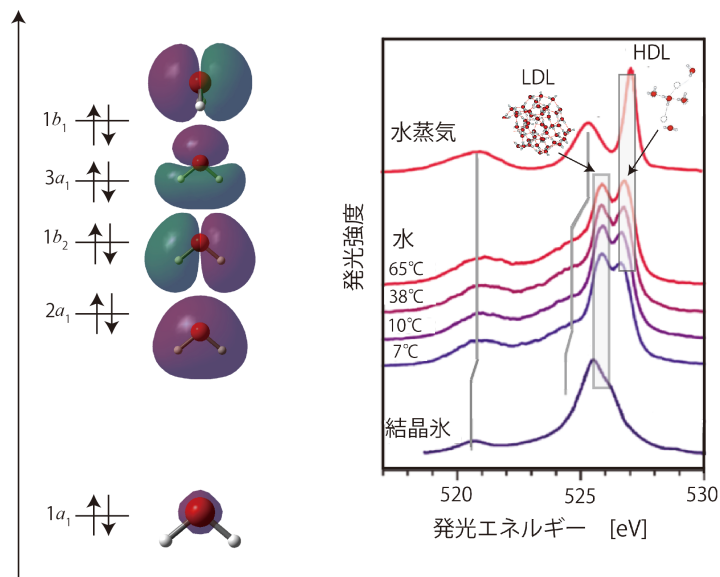 1b₁
3a₁
1b₂
2a₁
1a₁
HDL
LDL
水蒸気
水
65℃
38℃
10℃
7℃
結晶氷
発光強度
520
525
530
発光エネルギー [eV]